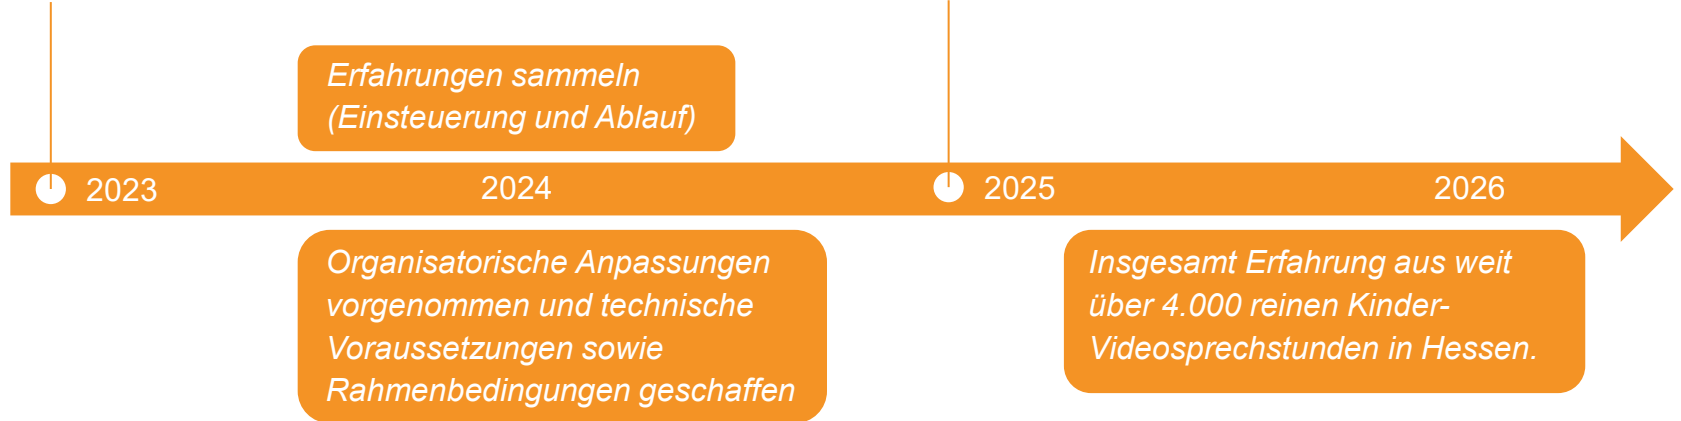 Erfahrungen sammeln
(Einsteuerung und Ablauf)
2023
2024
2025
2026
Organisatorische Anpassungen
vorgenommen und technische
Voraussetzungen sowie
Rahmenbedingungen geschaffen
Insgesamt Erfahrung aus weit
über 4.000 reinen Kinder-
Videosprechstunden in Hessen.